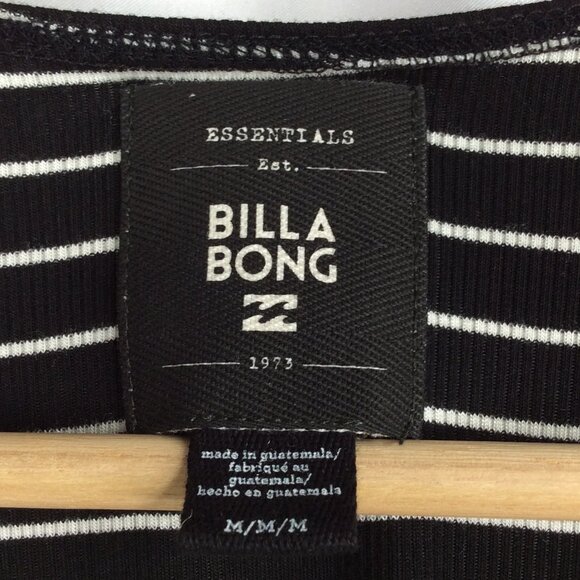 ESSENTIALS
Est.
BILLA
BONG
1973
made in guatemala/
fabriqué au
guatemala/
hecho en guatemala
M/M/M